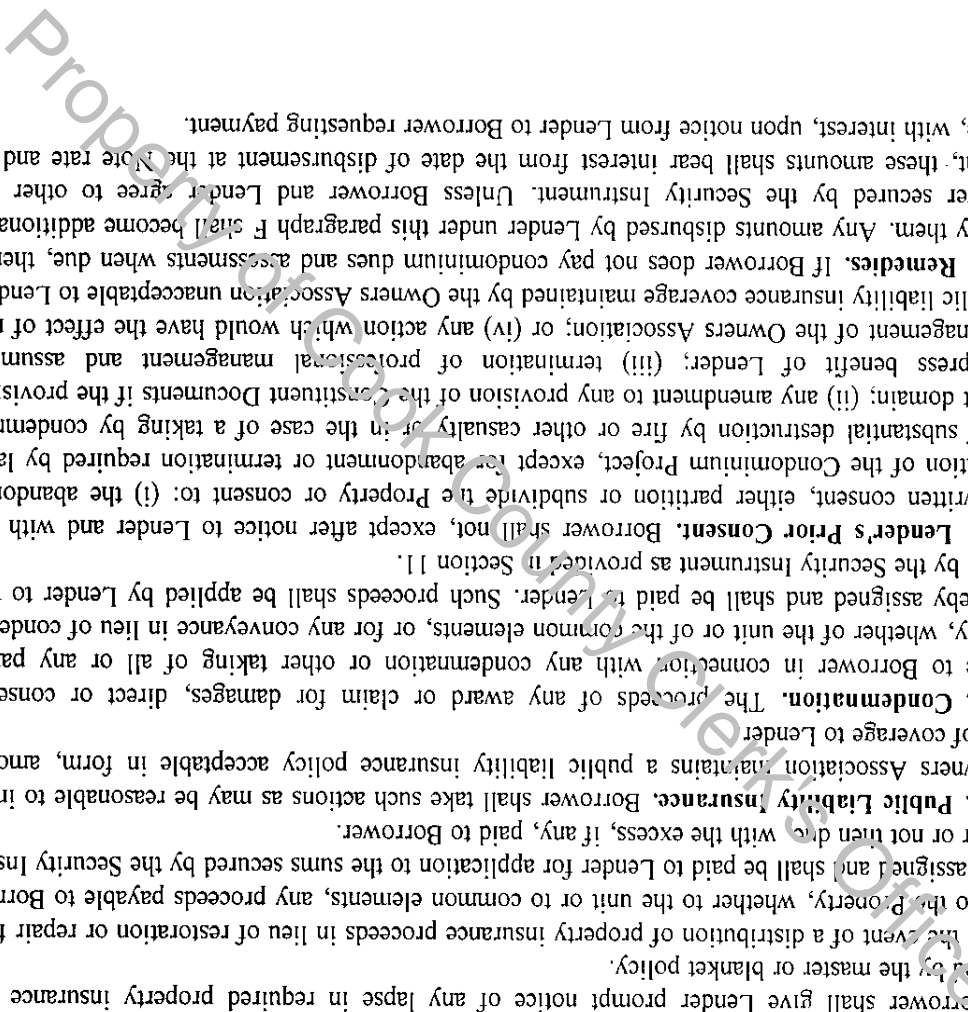 orrower shall give Lender prompt notice of any lapse in required property insurance
d by the master or blanket policy.
the event of a distribution of property insurance proceeds in lieu of restoration or repair f
o the Property, whether to the unit or to common elements, any proceeds payable to Borr
assigned and shall be paid to Lender for application to the sums secured by the Security Ins
r or not then due, with the excess, if any, paid to Borrower.
. Public Liability Insurance. Borrower shall take such actions as may be reasonable to in
wners Association maintains a public liability insurance policy acceptable in form, amo
of coverage to Lender.
. Condemnation. The proceeds of any award or claim for damages, direct or conse
e to Borrower in connection with any condemnation or other taking of all or any pa
y, whether of the unit or of the common elements, or for any conveyance in lieu of conde
eby assigned and shall be paid to Lender. Such proceeds shall be applied by Lender to
by the Security Instrument as provided in Section 11.
Lender's Prior Consent. Borrower shall not, except after notice to Lender and with
ritten consent, either partition or subdivide the Property or consent to: (i) the abandon
tion of the Condominium Project, except for abandonment or termination required by la
f substantial destruction by fire or other casualty or in the case of a taking by condemn
t domain; (ii) any amendment to any provision of the Constituent Documents if the provis
press benefit of Lender; (iii) termination of professional management and assum
nagement of the Owners Association; or (iv) any action which would have the effect of r
lic liability insurance coverage maintained by the Owners Association unacceptable to Lend
Remedies. If Borrower does not pay condominium dues and assessments when due, then
y them. Any amounts disbursed by Lender under this paragraph F shall become additiona
er secured by the Security Instrument. Unless Borrower and Lender agree to other
nt, these amounts shall bear interest from the date of disbursement at the Note rate and
, with interest, upon notice from Lender to Borrower requesting payment.
Property of Cook County Clerk's Office